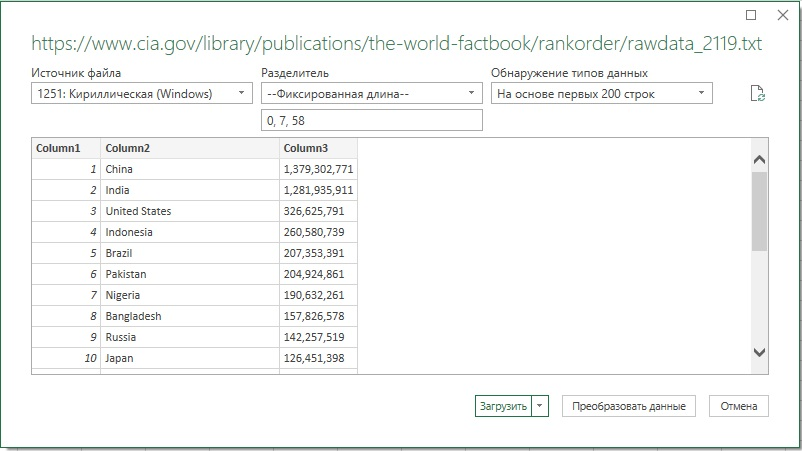 https://www.cia.gov/library/publications/the-world-factbook/rankorder/rawdata_2119.txt
Источник файла Разделитель Обнаружение типов данных
1251: Кириллическая (Windows) --Фиксированная длина-- На основе первых 200 строк
0, 7, 58
Column1 Column2 Column3
1 China 1,379,302,771
2 India 1,281,935,911
3 United States 326,625,791
4 Indonesia 260,580,739
5 Brazil 207,353,391
6 Pakistan 204,924,861
7 Nigeria 190,632,261
8 Bangladesh 157,826,578
9 Russia 142,257,519
10 Japan 126,451,398
Загрузить Преобразовать данные Отмена